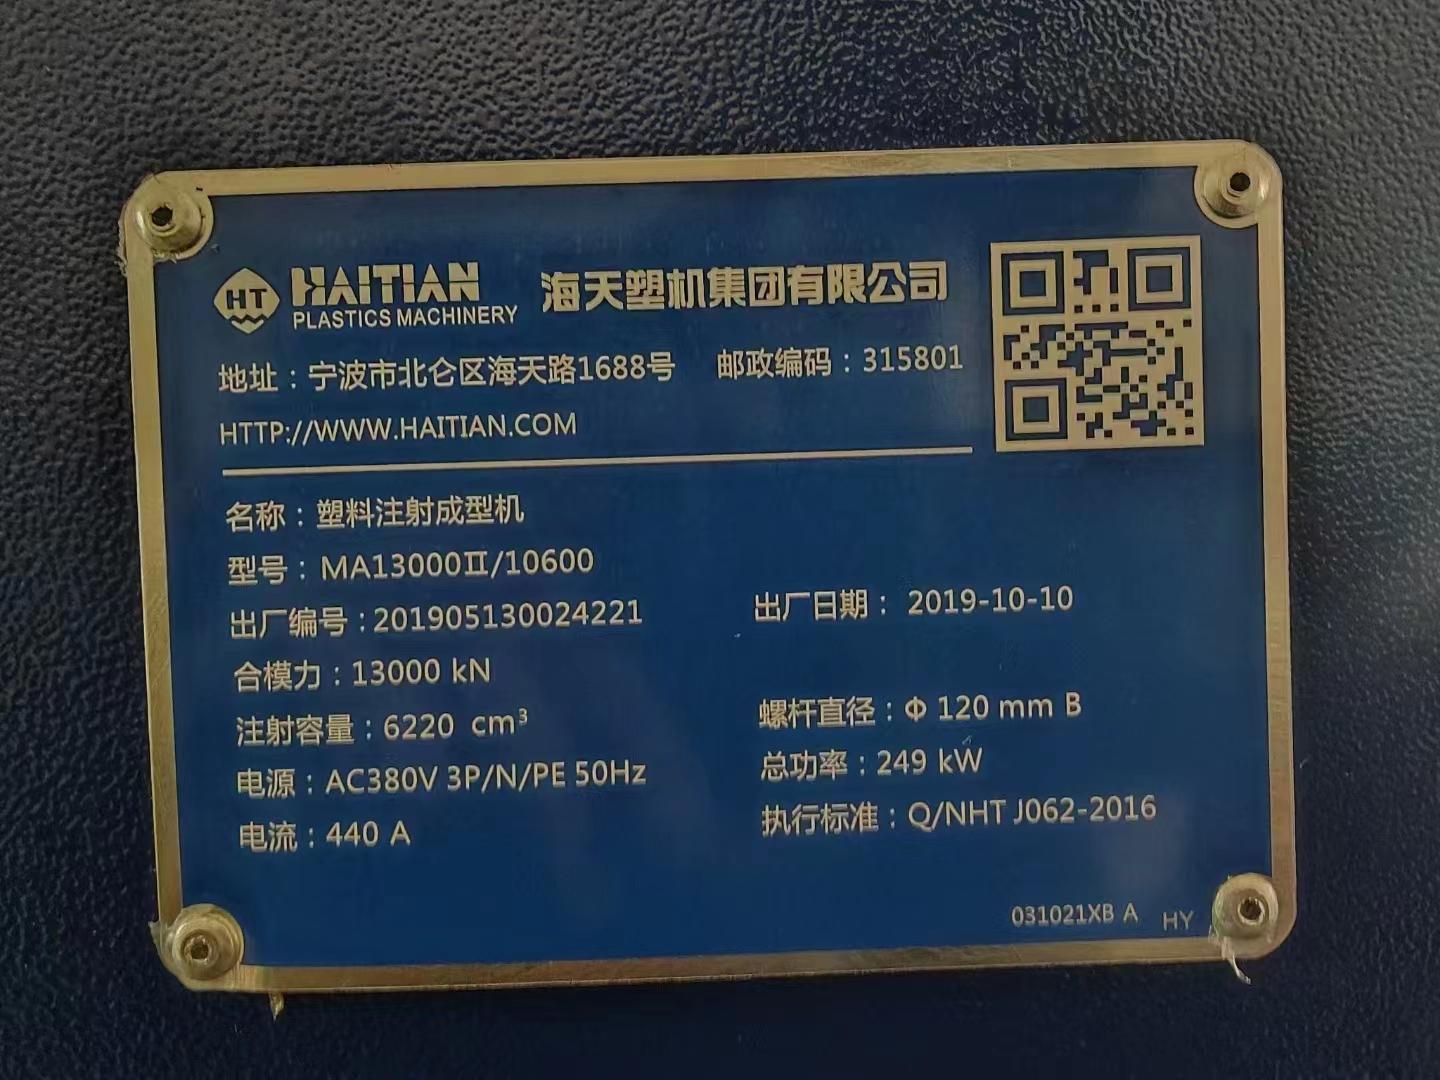 HT HAITIAN 海天塑机集团有限公司
PLASTICS MACHINERY
地址：宁波市北仑区海天路1688号 邮政编码：315801
HTTP://WWW.HAITIAN.COM
名称：塑料注射成型机
型号：MA13000Ⅱ/10600
出厂编号：201905130024221 出厂日期： 2019-10-10
合模力：13000 kN
注射容量：6220 cm³ 螺杆直径：Φ 120 mm B
电源：AC380V 3P/N/PE 50Hz 总功率：249 kW
电流：440 A 执行标准：Q/NHT J062-2016
031021XB A HY